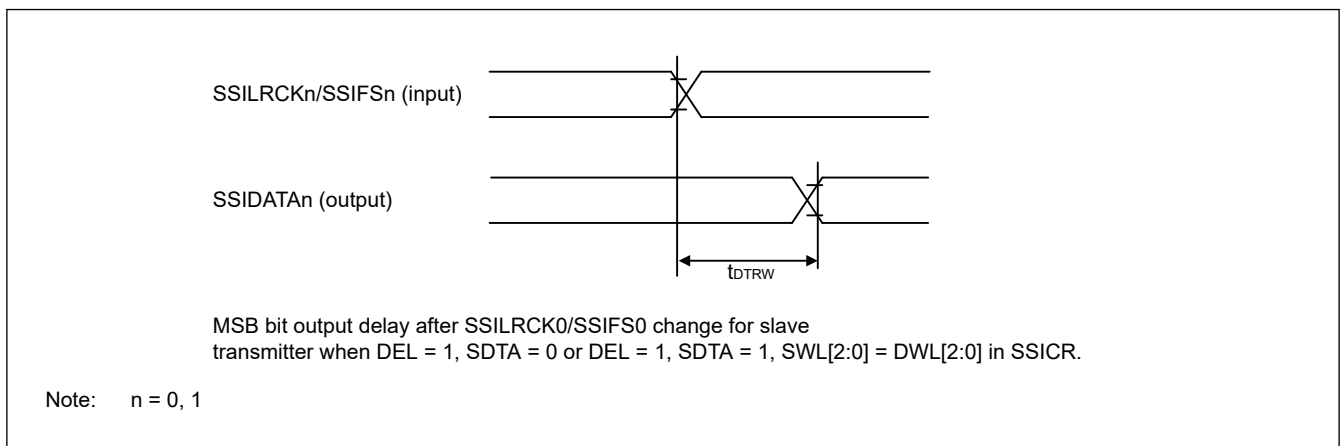 SSILRCKn/SSIFSn (input)
SSIDATAn (output)
tDTRW
MSB bit output delay after SSILRCK0/SSIFS0 change for slave
transmitter when DEL = 1, SDTA = 0 or DEL = 1, SDTA = 1, SWL[2:0] = DWL[2:0] in SSICR.
Note: n = 0, 1